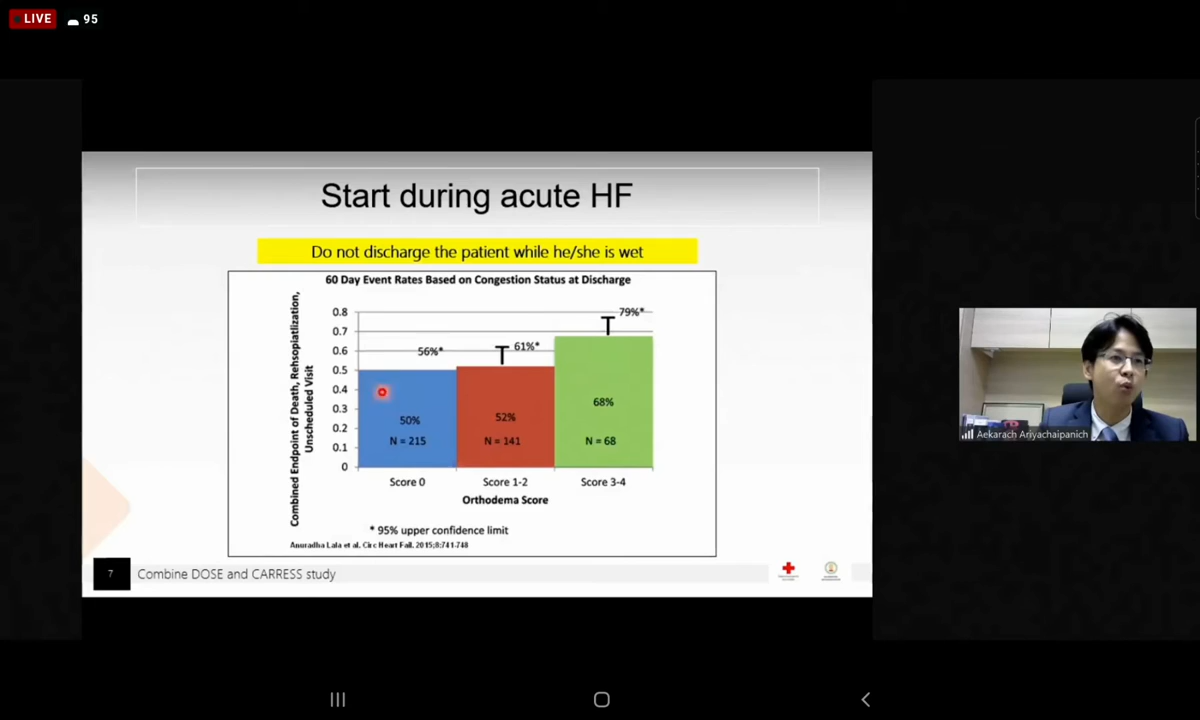 LIVE 95
Start during acute HF
Do not discharge the patient while he/she is wet
60 Day Event Rates Based on Congestion Status at Discharge
Combined Endpoint of Death, Rehsopiatlization,
Unscheduled Visit
0.8
0.7
0.6
0.5
0.4
0.3
0.2
0.1
0
56%*
61%*
79%*
50%
N = 215
52%
N = 141
68%
N = 68
Score 0
Score 1-2
Score 3-4
Orthodema Score
* 95% upper confidence limit
Anuradha Lala et al. Circ Heart Fail. 2015;8:741-748
7
Combine DOSE and CARRESS study
Aekarach Ariyachaipanich